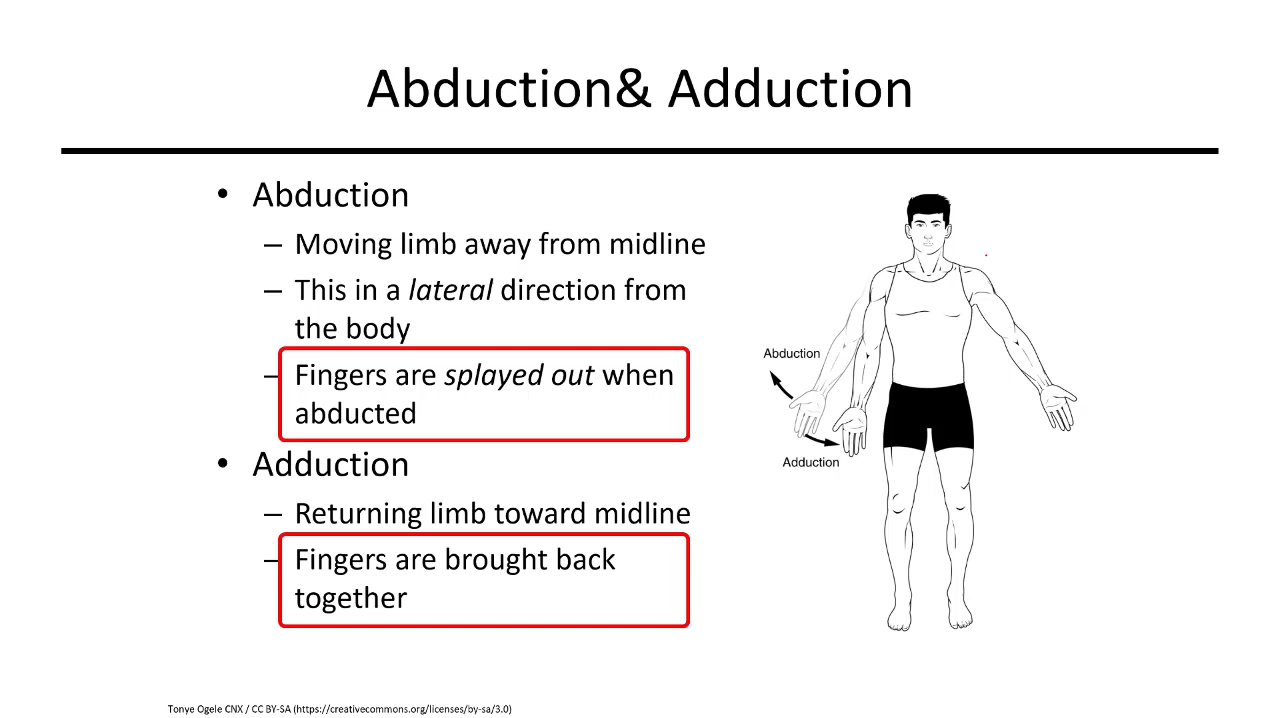 Abduction& Adduction
• Abduction
– Moving limb away from midline
– This in a lateral direction from
the body
– Fingers are splayed out when
abducted
• Adduction
– Returning limb toward midline
– Fingers are brought back
together
Abduction
Adduction
Tonye Ogele CNX / CC BY-SA (https://creativecommons.org/licenses/by-sa/3.0)